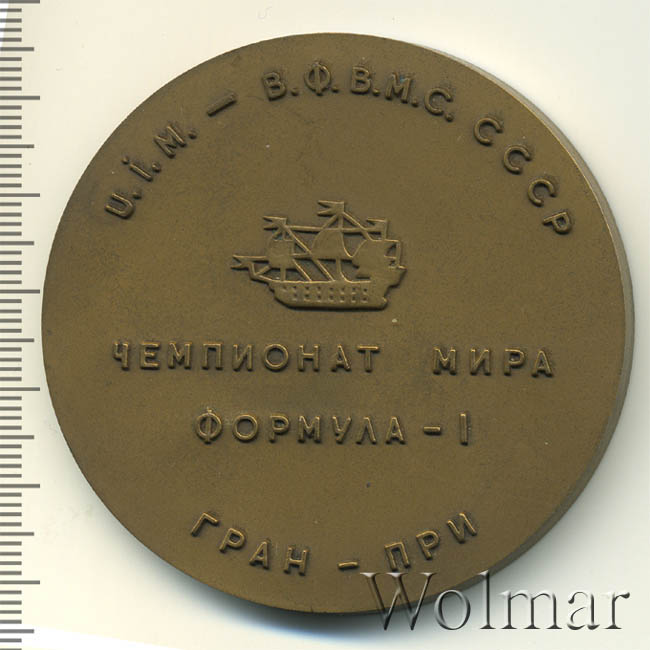 U.I.M. – В.Ф.В.М.С. СССР
ЧЕМПИОНАТ МИРА
ФОРМУЛА – I
ГРАН – ПРИ
Wolmar